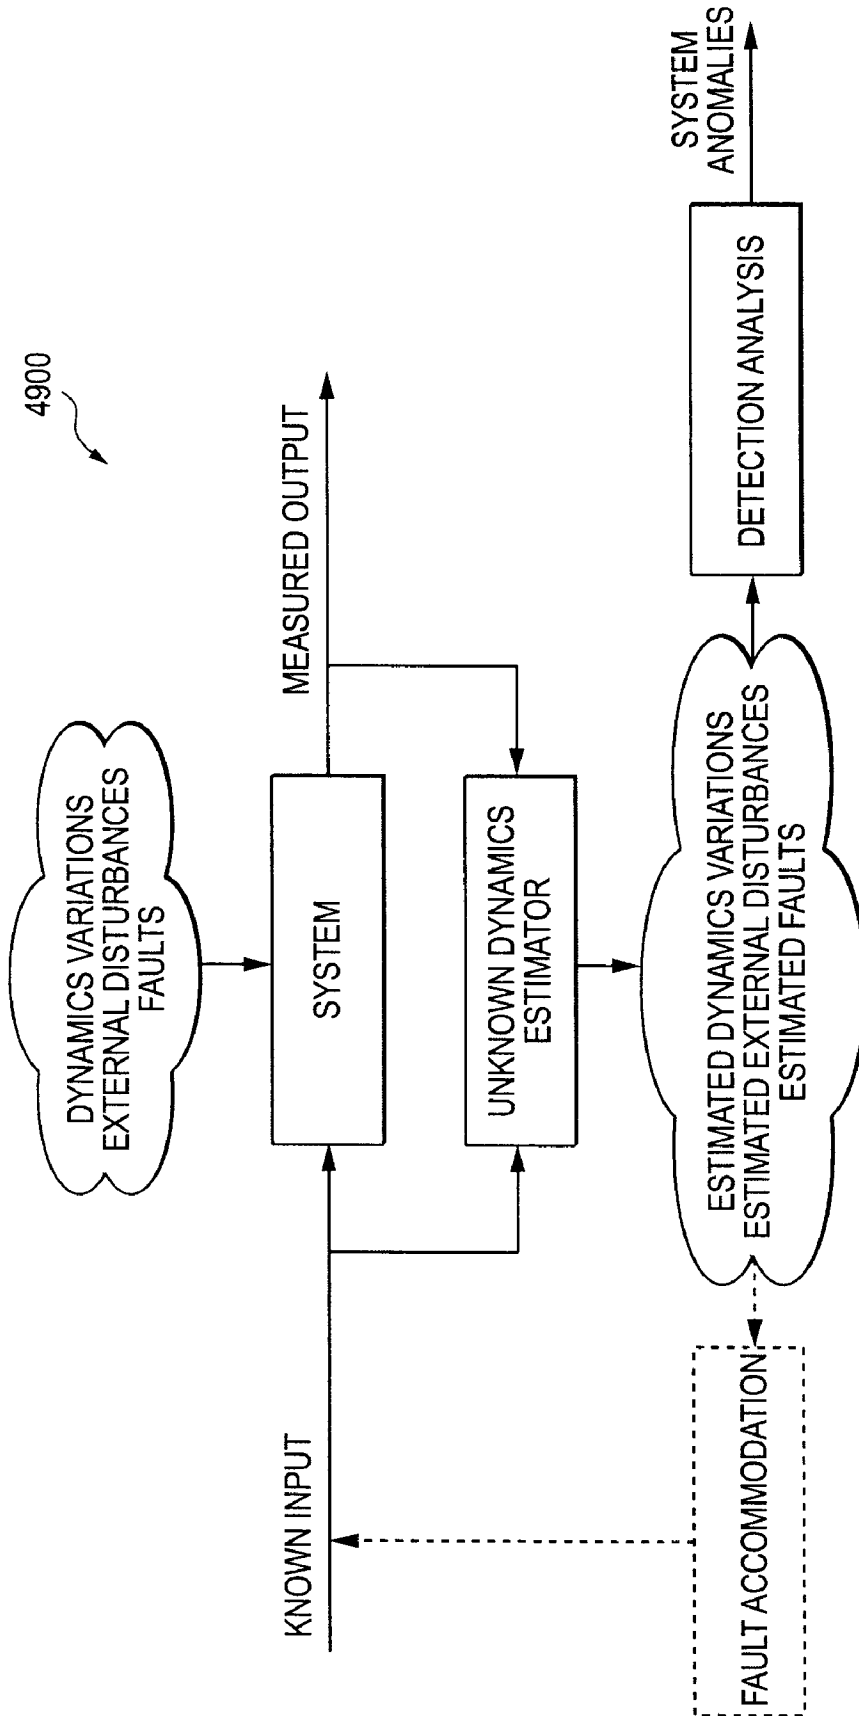 4900
DYNAMICS VARIATIONS
EXTERNAL DISTURBANCES
FAULTS
KNOWN INPUT
SYSTEM
MEASURED OUTPUT
UNKNOWN DYNAMICS
ESTIMATOR
FAULT ACCOMMODATION
ESTIMATED DYNAMICS VARIATIONS
ESTIMATED EXTERNAL DISTURBANCES
ESTIMATED FAULTS
DETECTION ANALYSIS
SYSTEM
ANOMALIES